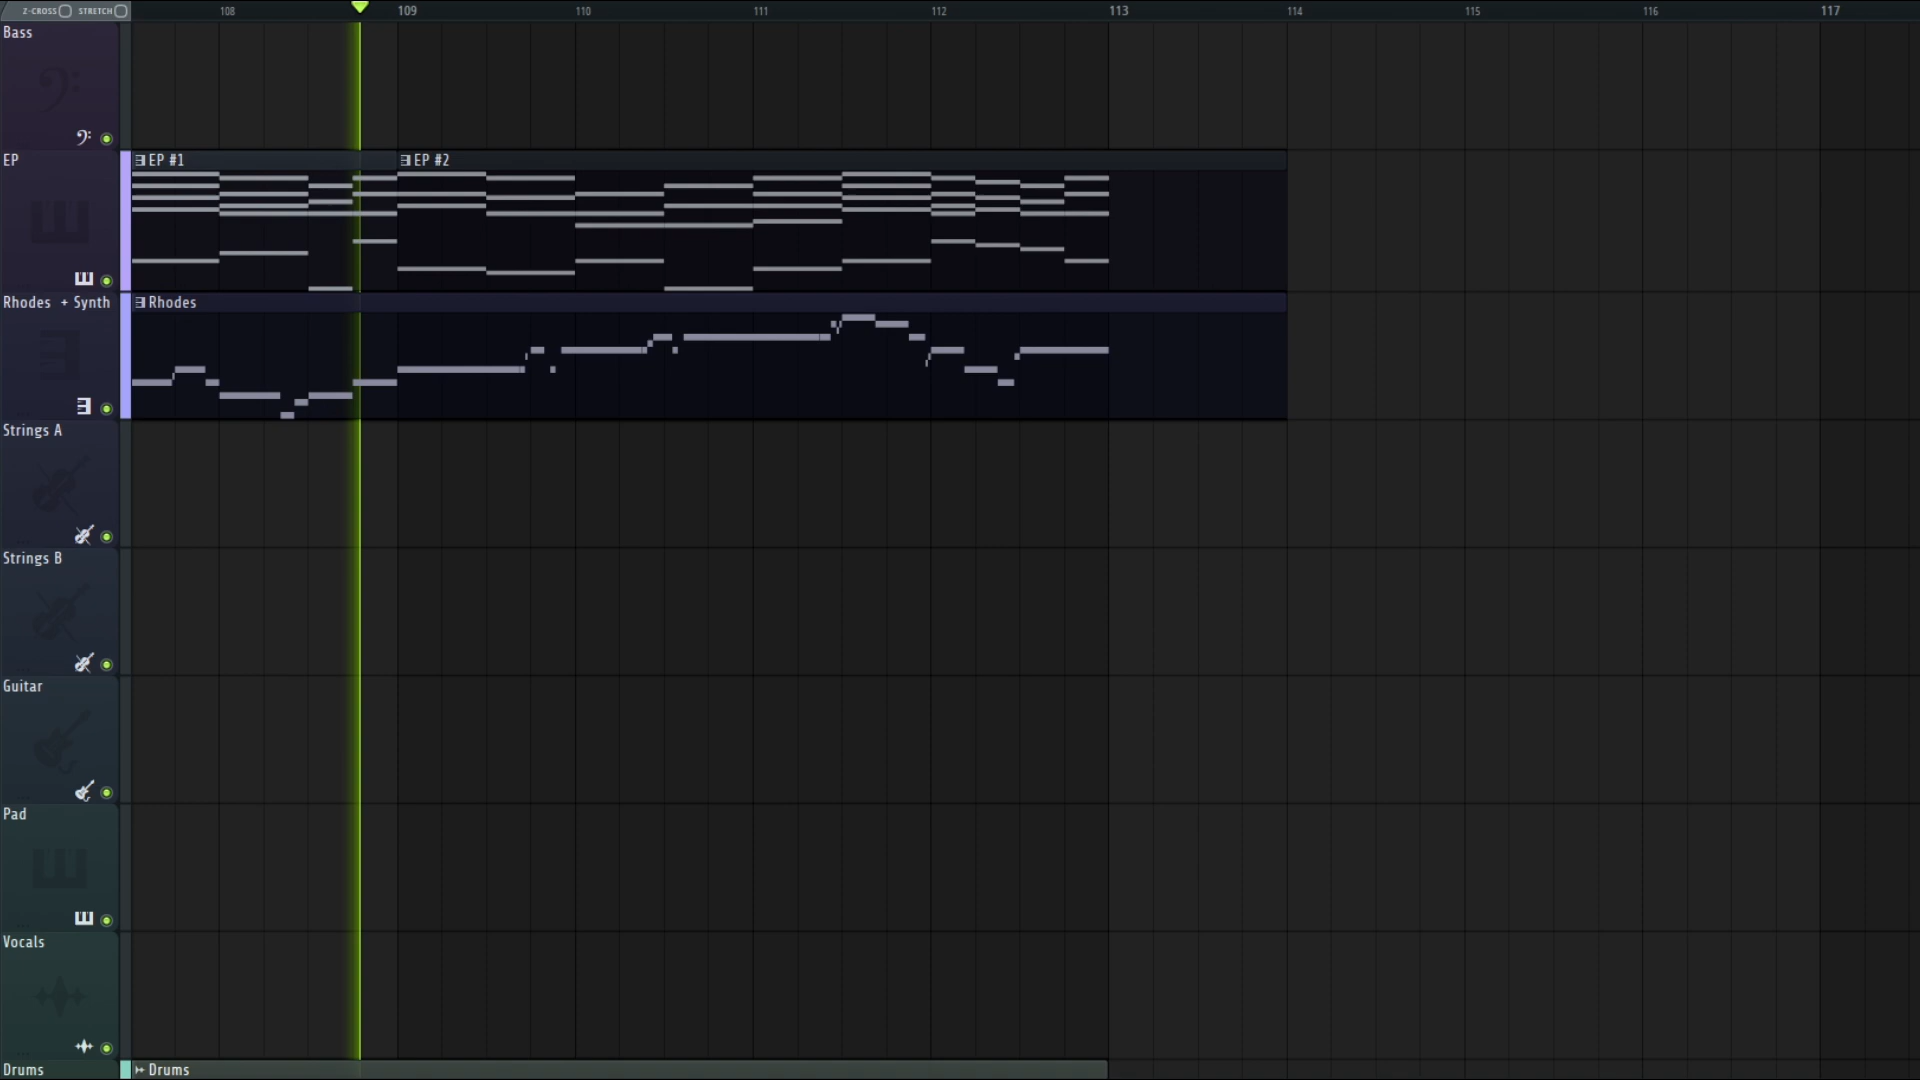 Z-CROSS STRETCH 108 109 110 111 112 113 114 115 116 117
Bass
EP EP #1 EP #2
Rhodes + Synth Rhodes
Strings A
Strings B
Guitar
Pad
Vocals
Drums Drums